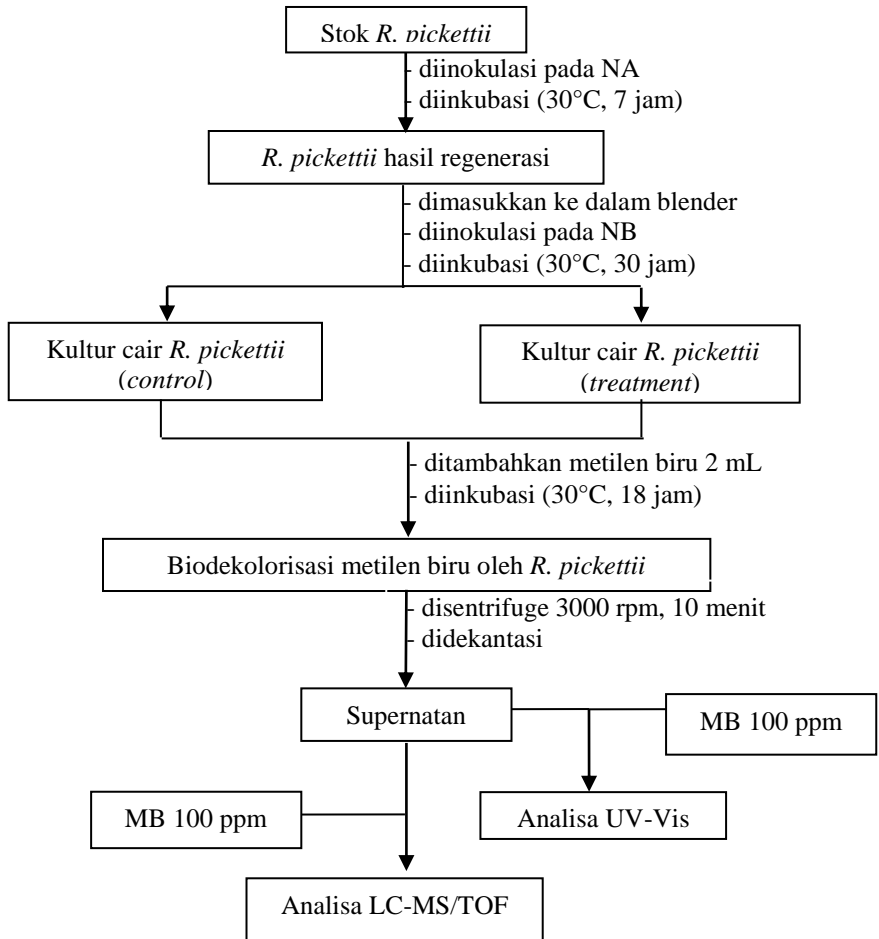 Stok R. pickettii
- diinokulasi pada NA
- diinkubasi (30°C, 7 jam)
R. pickettii hasil regenerasi
- dimasukkan ke dalam blender
- diinokulasi pada NB
- diinkubasi (30°C, 30 jam)
Kultur cair R. pickettii
(control)
Kultur cair R. pickettii
(treatment)
- ditambahkan metilen biru 2 mL
- diinkubasi (30°C, 18 jam)
Biodekolorisasi metilen biru oleh R. pickettii
- disentrifuge 3000 rpm, 10 menit
- didekantasi
Supernatan
MB 100 ppm
MB 100 ppm
Analisa UV-Vis
Analisa LC-MS/TOF